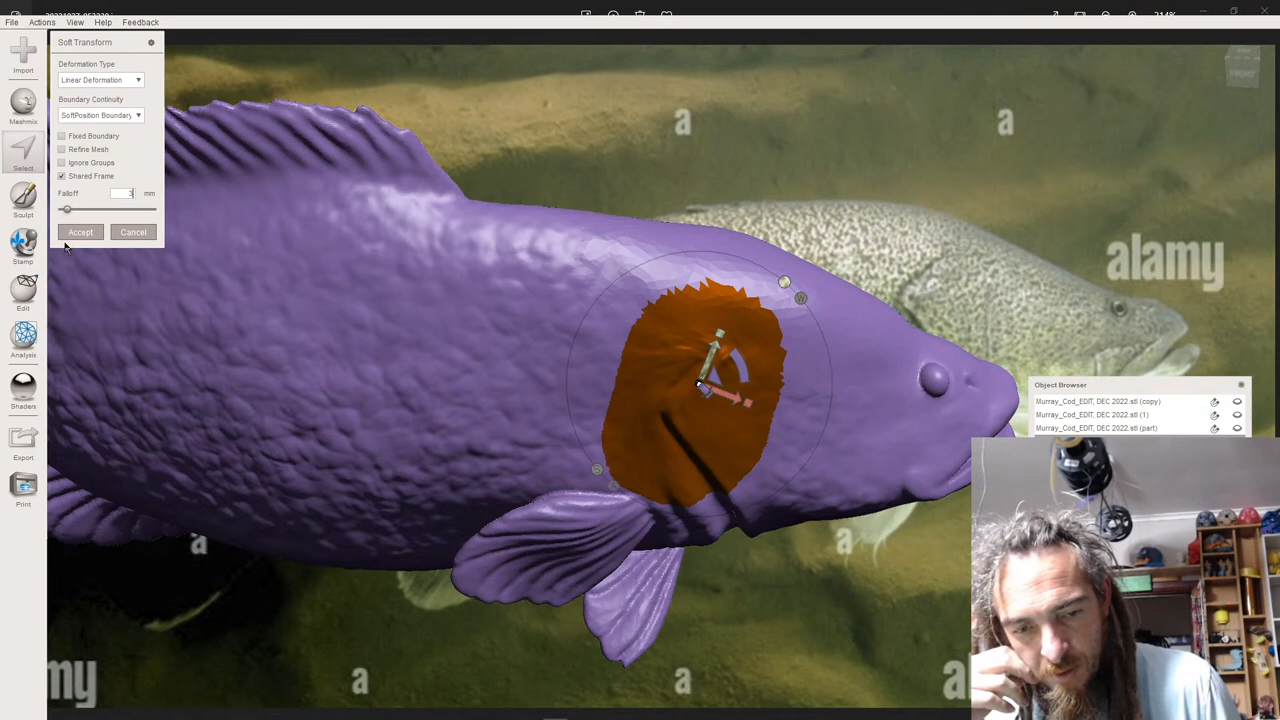 File Actions View Help Feedback
Soft Transform
Deformation Type
Linear Deformation
Boundary Continuity
SoftPosition Boundary
Fixed Boundary
Refine Mesh
Ignore Groups
Shared Frame
Falloff 3 mm
Accept Cancel
Import
Meshmix
Select
Sculpt
Stamp
Edit
Analysis
Shaders
Export
Print
a
a
alamy
W
S
Object Browser
Murray_Cod_EDIT, DEC 2022.stl (copy)
Murray_Cod_EDIT, DEC 2022.stl (1)
Murray_Cod_EDIT, DEC 2022.stl (part)
a
a
a
a
a